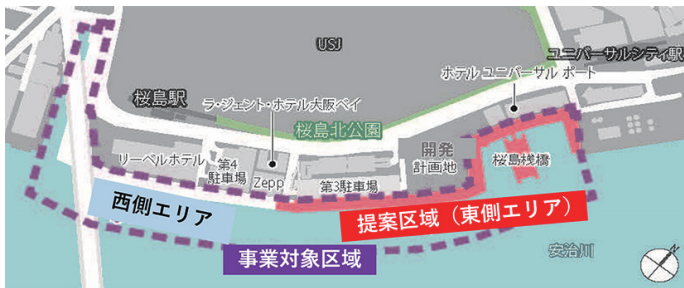 USJ
ユニバーサルシティ駅
ホテル ユニバーサル ポート
桜島駅
ラ・ジェント・ホテル大阪ベイ
桜島北公園
リーベルホテル
第4
駐車場
Zepp
第3駐車場
開発
計画地
桜島桟橋
西側エリア
提案区域（東側エリア）
事業対象区域
安治川
N